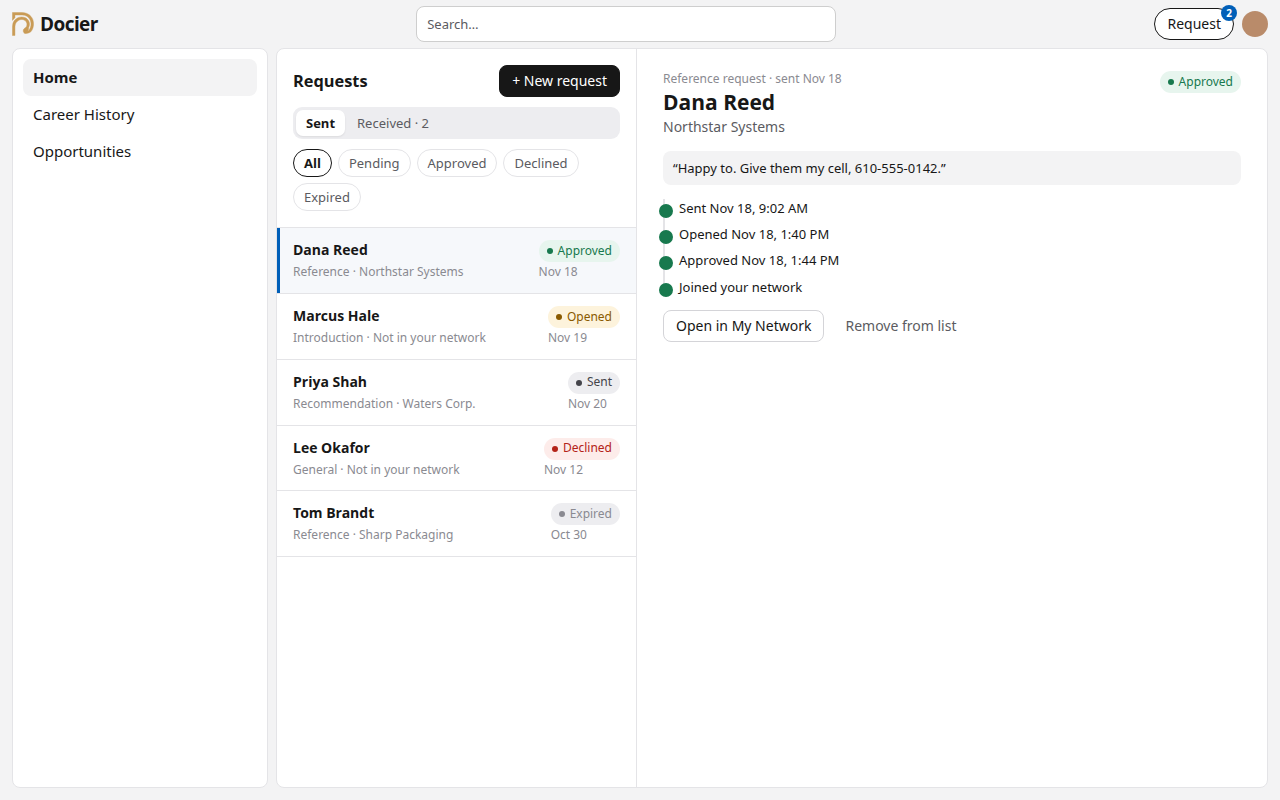 Docier
Search...
Request 2
Home
Career History
Opportunities
Requests
+ New request
Sent Received · 2
All Pending Approved Declined
Expired
Dana Reed Approved
Reference · Northstar Systems Nov 18
Marcus Hale Opened
Introduction · Not in your network Nov 19
Priya Shah Sent
Recommendation · Waters Corp. Nov 20
Lee Okafor Declined
General · Not in your network Nov 12
Tom Brandt Expired
Reference · Sharp Packaging Oct 30
Reference request · sent Nov 18
Approved
Dana Reed
Northstar Systems
“Happy to. Give them my cell, 610-555-0142.”
Sent Nov 18, 9:02 AM
Opened Nov 18, 1:40 PM
Approved Nov 18, 1:44 PM
Joined your network
Open in My Network Remove from list